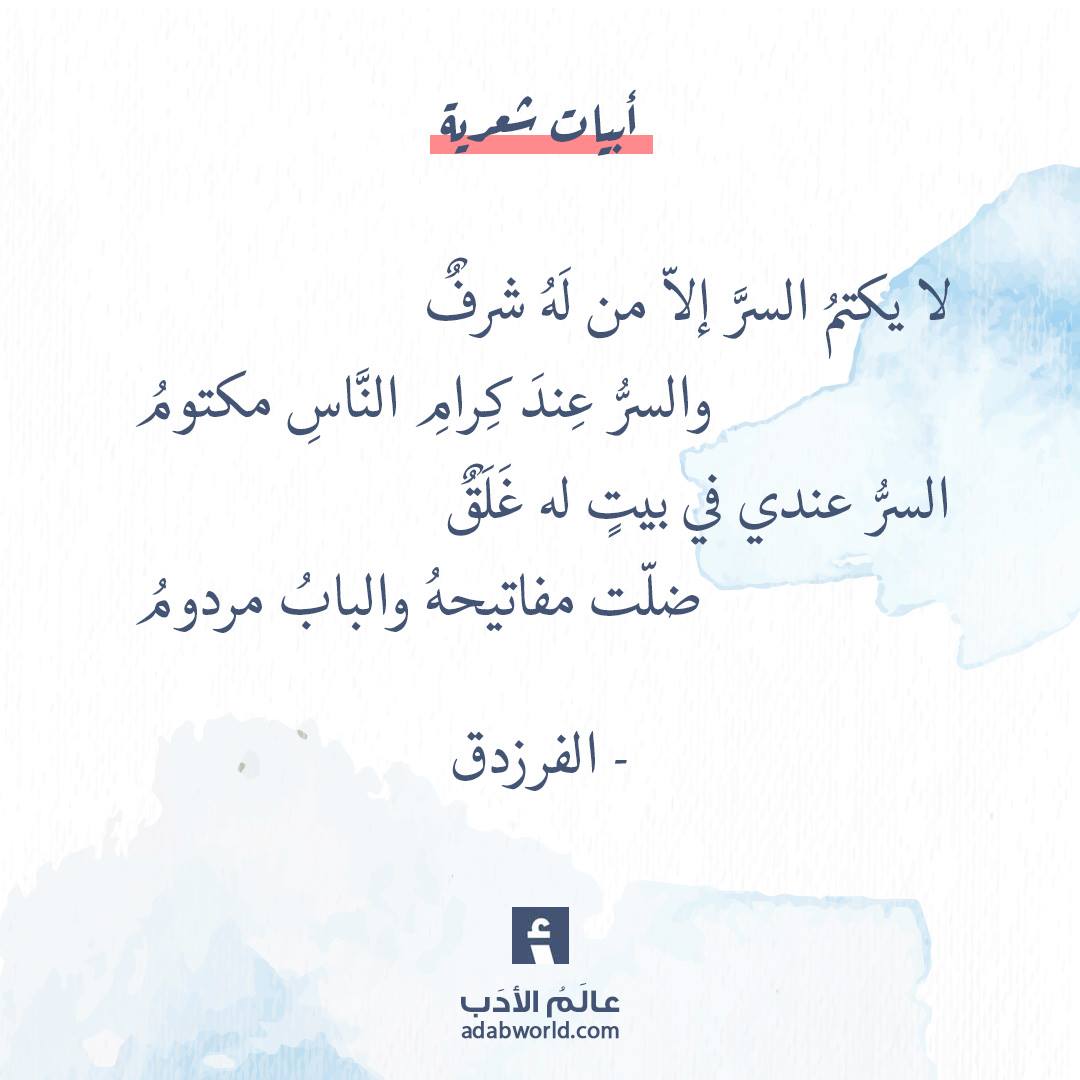 أبيات شعرية
لا يكتمُ السرَّ إلاّ من لَهُ شرفٌ
والسرُّ عِندَ كِرامِ النَّاسِ مكتومُ
السرُّ عندي في بيتٍ له غَلَقٌ
ضلّت مفاتيحهُ والبابُ مردومُ
- الفرزدق
أ
عالَمُ الأدَب
adabworld.com